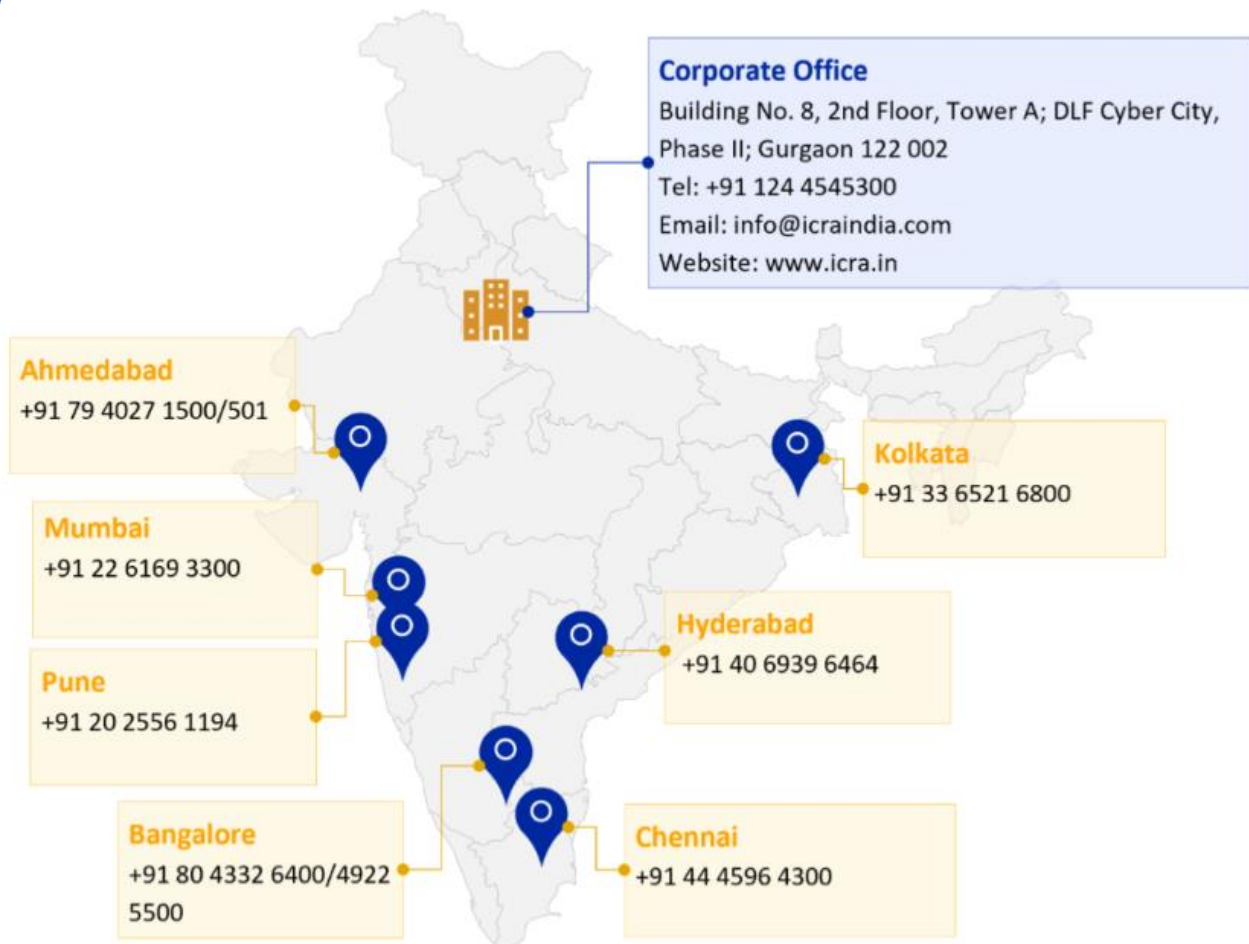 Corporate Office
Building No. 8, 2nd Floor, Tower A; DLF Cyber City,
Phase II; Gurgaon 122 002
Tel: +91 124 4545300
Email: info@icraindia.com
Website: www.icra.in
Ahmedabad
+91 79 4027 1500/501
Kolkata
+91 33 6521 6800
Mumbai
+91 22 6169 3300
Hyderabad
+91 40 6939 6464
Pune
+91 20 2556 1194
Bangalore
+91 80 4332 6400/4922
5500
Chennai
+91 44 4596 4300